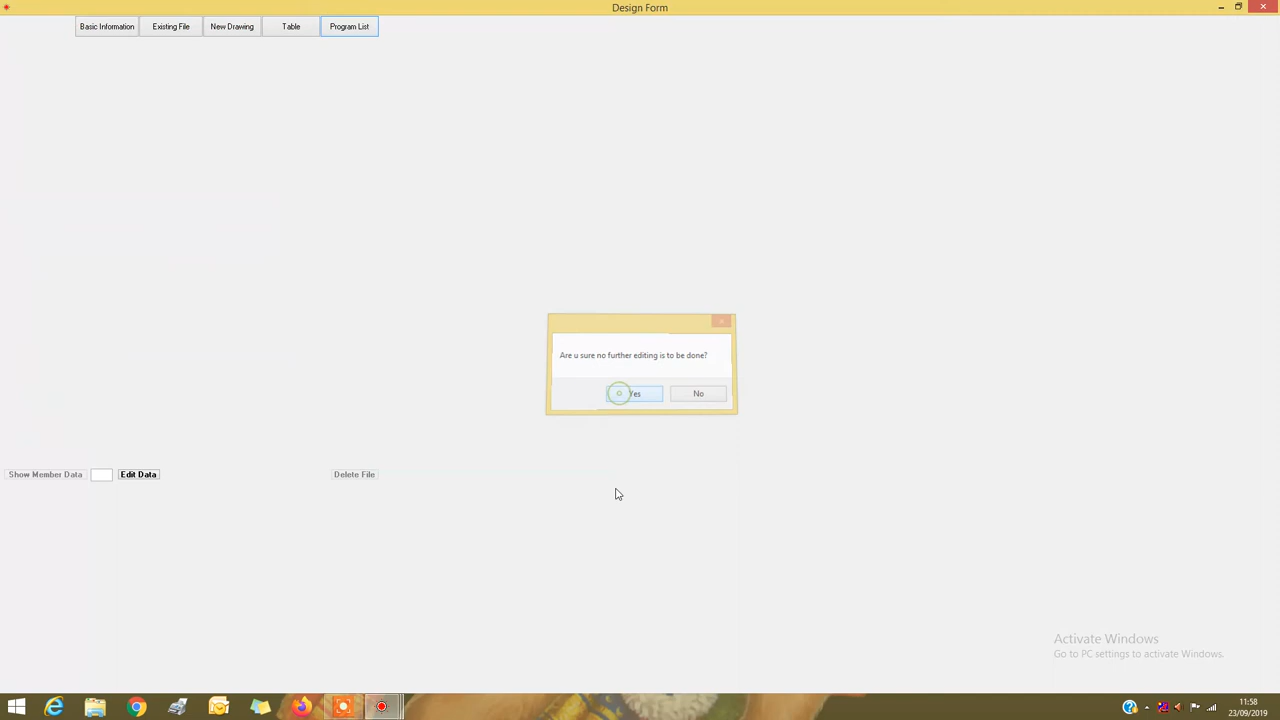 Design Form
Basic Information Existing File New Drawing Table Program List
Are u sure no further editing is to be done?
Yes No
Show Member Data Edit Data Delete File
Activate Windows
Go to PC settings to activate Windows.
11:58
23/09/2019